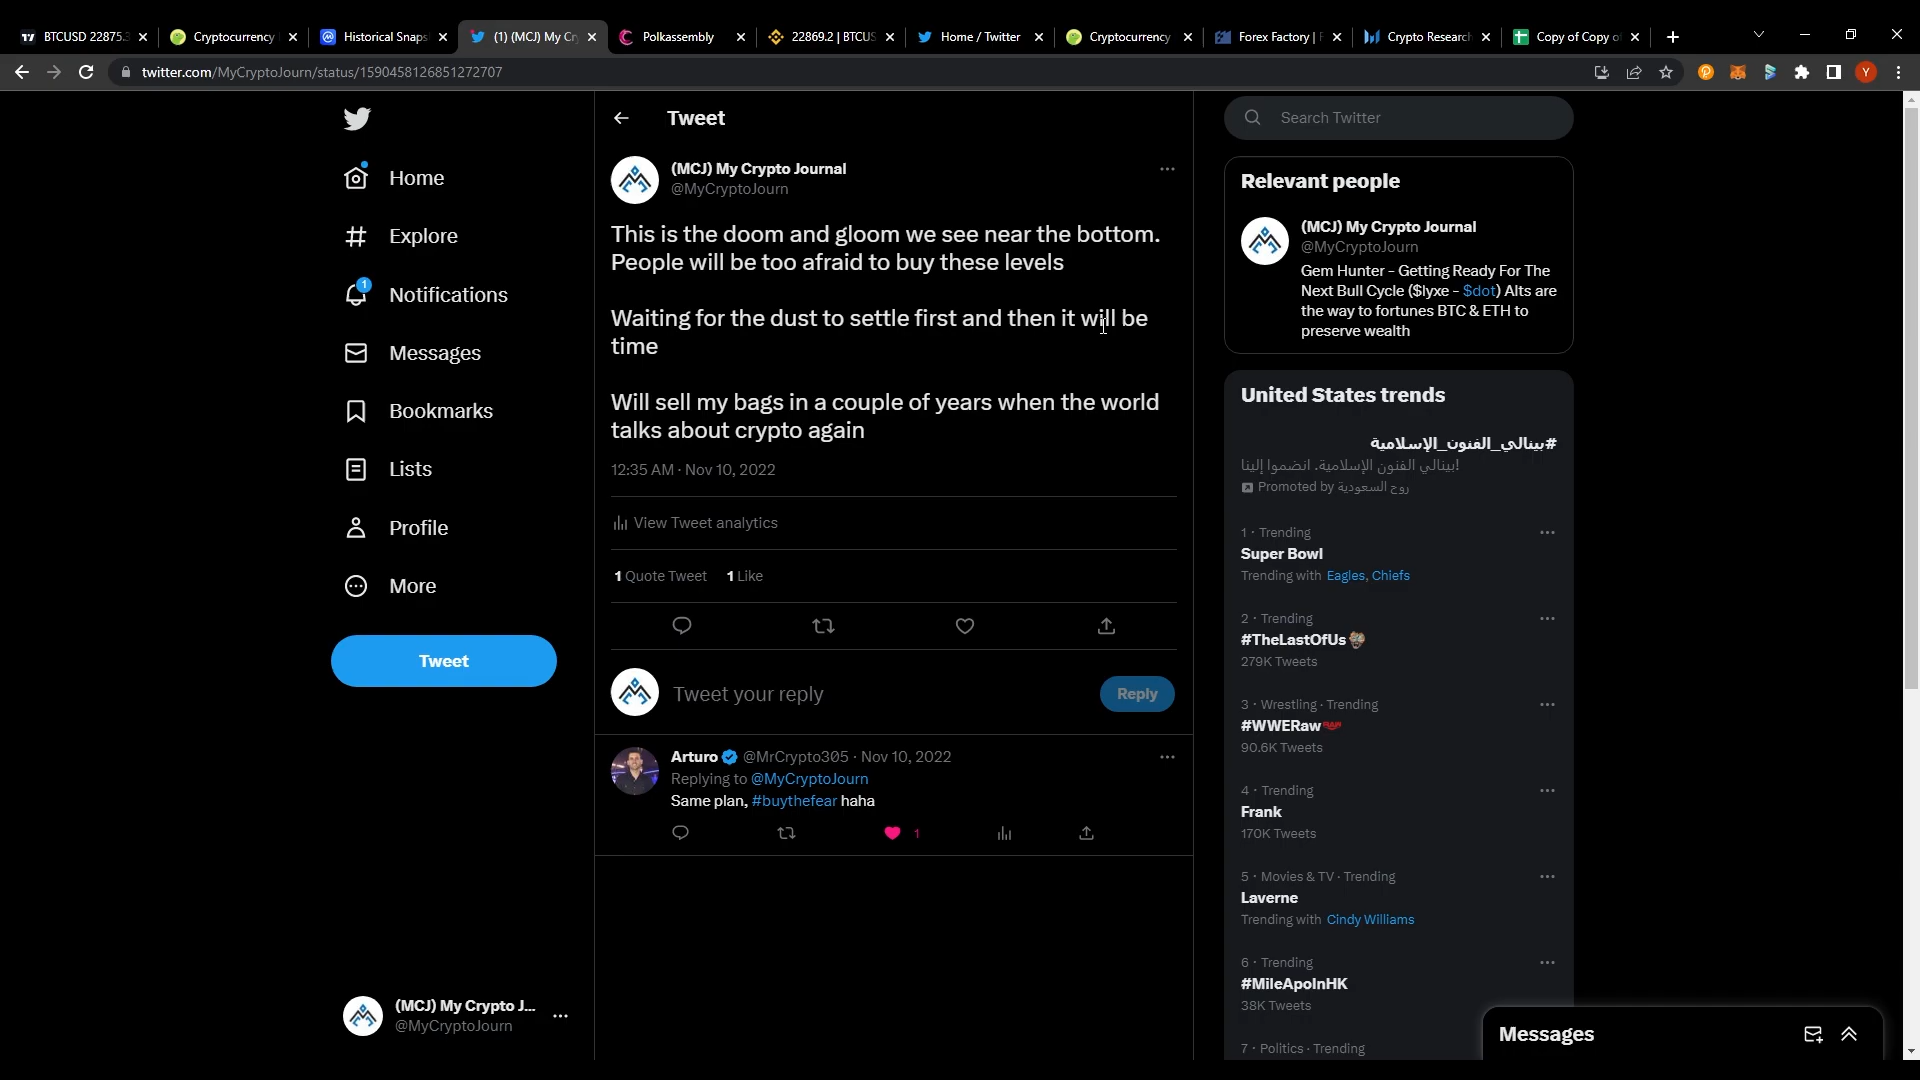 BTCUSD 22875.
Cryptocurrency
Historical Snaps
(1) (MCJ) My Cr
Polkassembly
22869.2 | BTCUS
Home / Twitter
Cryptocurrency
Forex Factory | F
Crypto Research
Copy of Copy o
twitter.com/MyCryptoJourn/status/1590458126851272707
Y
Home
Explore
1
Notifications
Messages
Bookmarks
Lists
Profile
More
Tweet
(MCJ) My Crypto J...
@MyCryptoJourn
Tweet
(MCJ) My Crypto Journal
@MyCryptoJourn
This is the doom and gloom we see near the bottom.
People will be too afraid to buy these levels
Waiting for the dust to settle first and then it will be
time
Will sell my bags in a couple of years when the world
talks about crypto again
12:35 AM · Nov 10, 2022
View Tweet analytics
1 Quote Tweet 1 Like
Tweet your reply
Reply
Arturo @MrCrypto305 · Nov 10, 2022
Replying to @MyCryptoJourn
Same plan, #buythefear haha
1
Search Twitter
Relevant people
(MCJ) My Crypto Journal
@MyCryptoJourn
Gem Hunter - Getting Ready For The
Next Bull Cycle ($lyxe - $dot) Alts are
the way to fortunes BTC & ETH to
preserve wealth
United States trends
#بينالي_الفنون_الإسلامية
بينالي الفنون الإسلامية. انضموا إلينا!
Promoted by روح السعودية
1 · Trending
Super Bowl
Trending with Eagles, Chiefs
2 · Trending
#TheLastOfUs
279K Tweets
3 · Wrestling · Trending
#WWERaw
90.6K Tweets
4 · Trending
Frank
170K Tweets
5 · Movies & TV · Trending
Laverne
Trending with Cindy Williams
6 · Trending
#MileApoInHK
38K Tweets
7 · Politics · Trending
Messages